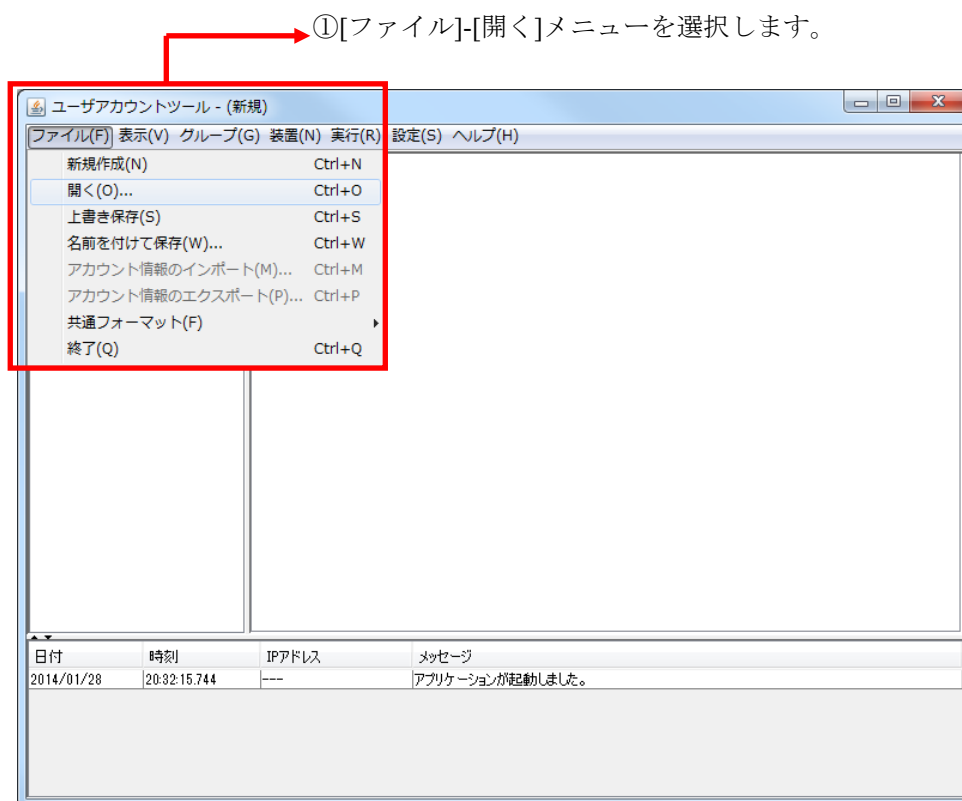 ①[ファイル]-[開く]メニューを選択します。
ユーザアカウントツール - (新規)
ファイル(F) 表示(V) グループ(G) 装置(N) 実行(R) 設定(S) ヘルプ(H)
新規作成(N) Ctrl+N
開く(O)... Ctrl+O
上書き保存(S) Ctrl+S
名前を付けて保存(W)... Ctrl+W
アカウント情報のインポート(M)... Ctrl+M
アカウント情報のエクスポート(P)... Ctrl+P
共通フォーマット(F)
終了(Q) Ctrl+Q
日付 時刻 IPアドレス メッセージ
2014/01/28 20:32:15.744 --- アプリケーションが起動しました。